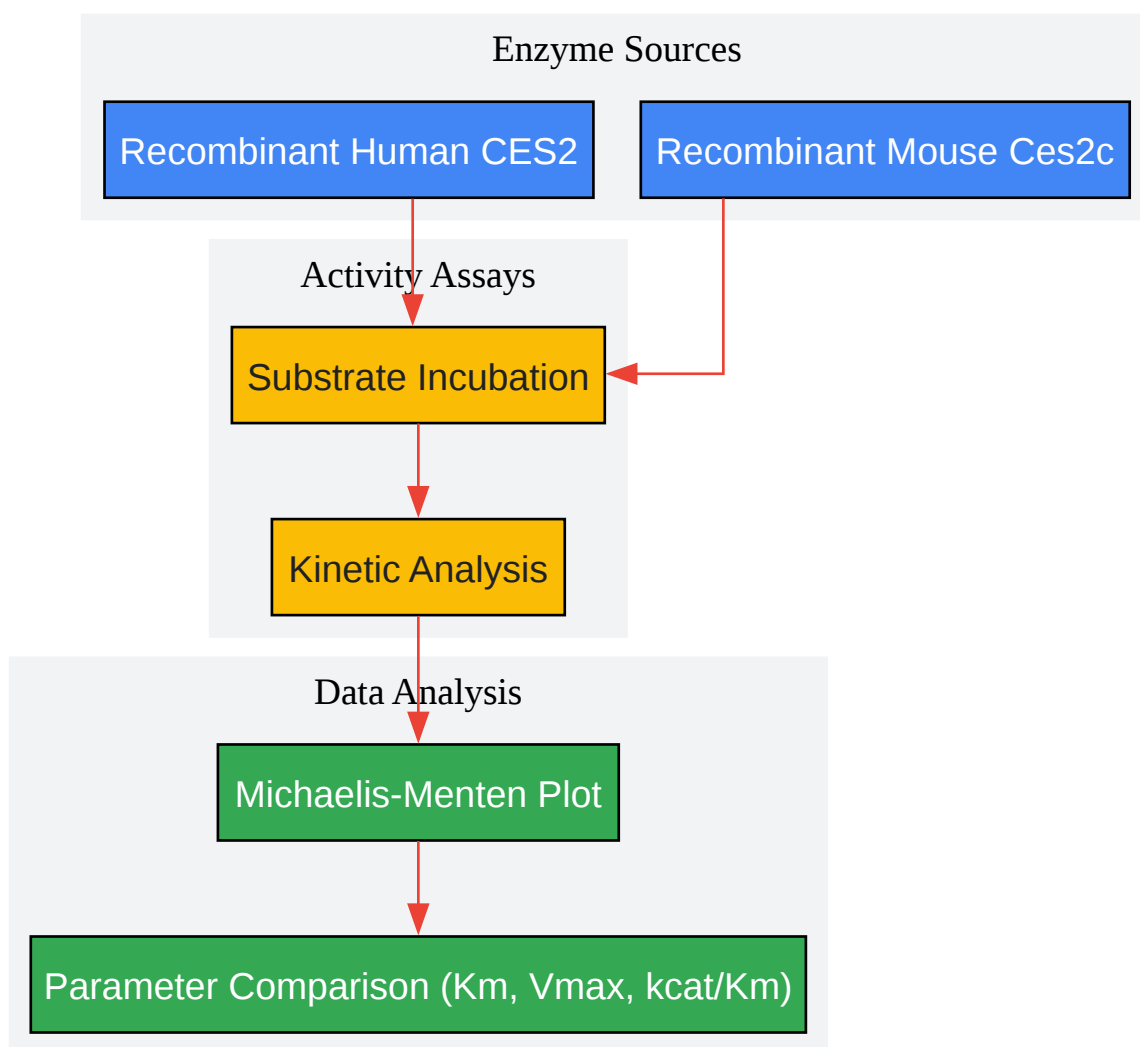 Enzyme Sources
Recombinant Human CES2
Recombinant Mouse Ces2c
Activity Assays
Substrate Incubation
Kinetic Analysis
Data Analysis
Michaelis-Menten Plot
Parameter Comparison (Km, Vmax, kcat/Km)